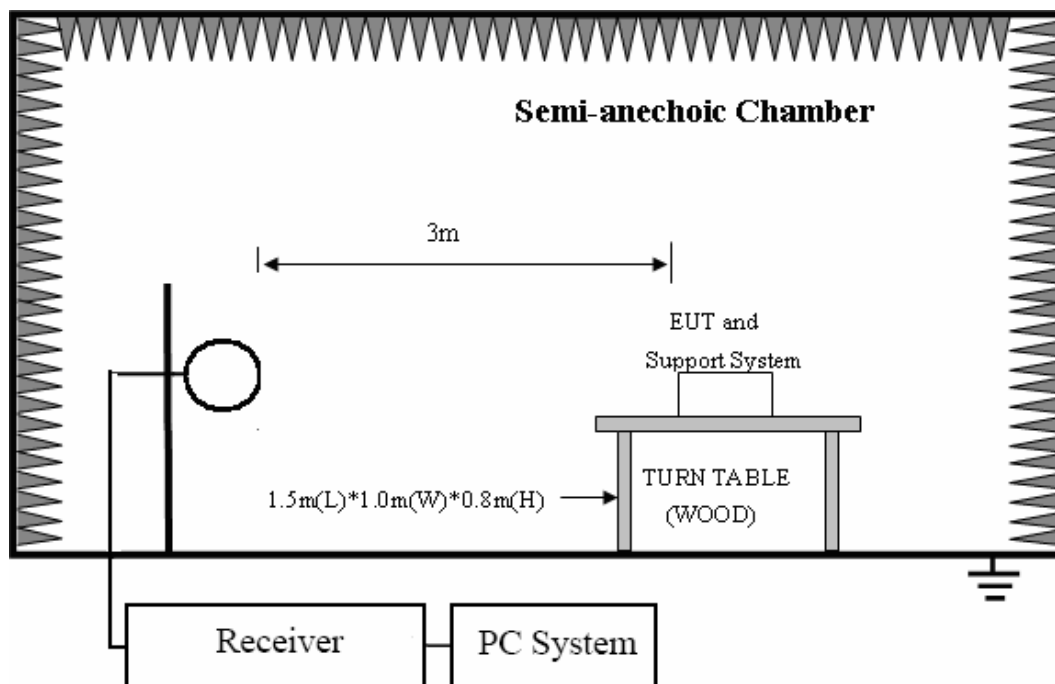 Semi-anechoic Chamber
3m
EUT and
Support System
1.5m(L)*1.0m(W)*0.8m(H)
TURN TABLE
(WOOD)
Receiver
PC System